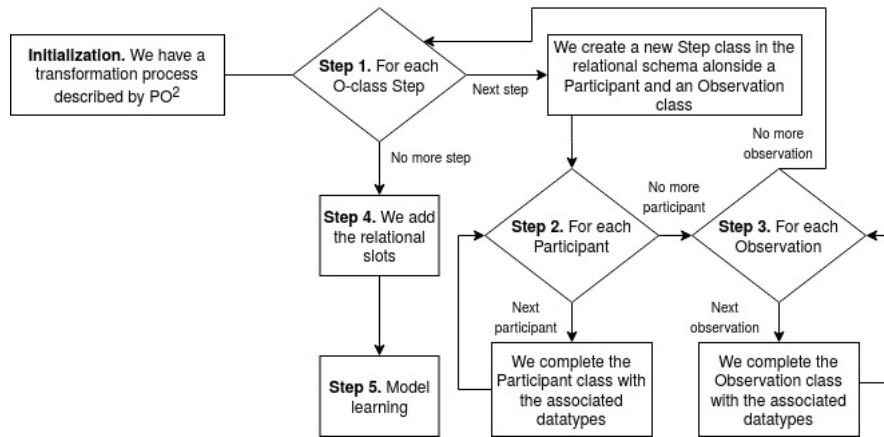 Initialization. We have a
transformation process
described by PO²
Step 1. For each
O-class Step
Next step
We create a new Step class in the
relational schema alonside a
Participant and an Observation
class
No more step
No more
observation
Step 4. We add
the relational
slots
Step 2. For each
Participant
No more
participant
Step 3. For each
Observation
Next
participant
Next
observation
Step 5. Model
learning
We complete the
Participant class with
the associated
datatypes
We complete the
Observation class
with the associated
datatypes